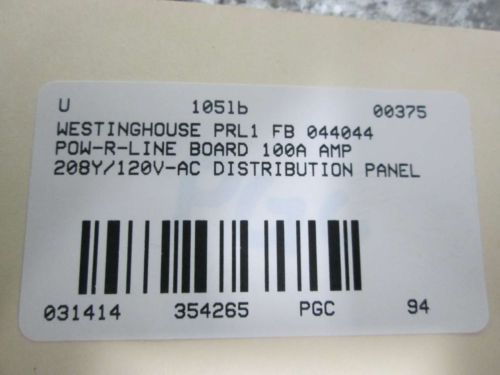 U 105lb 00375
WESTINGHOUSE PRL1 FB 044044
POW-R-LINE BOARD 100A AMP
208Y/120V-AC DISTRIBUTION PANEL
031414 354265 PGC 94